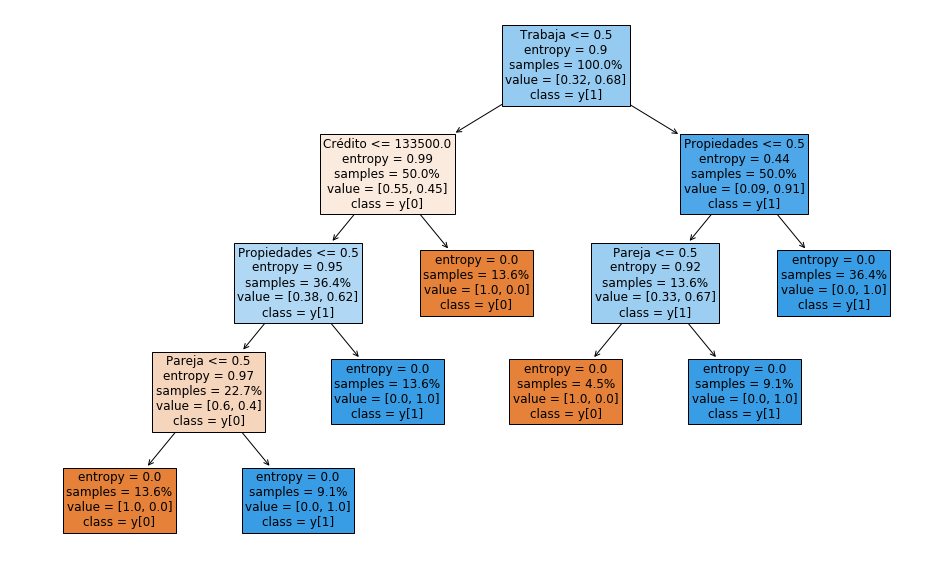 Trabaja <= 0.5
entropy = 0.9
samples = 100.0%
value = [0.32, 0.68]
class = y[1]
Crédito <= 133500.0
entropy = 0.99
samples = 50.0%
value = [0.55, 0.45]
class = y[0]
Propiedades <= 0.5
entropy = 0.44
samples = 50.0%
value = [0.09, 0.91]
class = y[1]
Propiedades <= 0.5
entropy = 0.95
samples = 36.4%
value = [0.38, 0.62]
class = y[1]
entropy = 0.0
samples = 13.6%
value = [1.0, 0.0]
class = y[0]
Pareja <= 0.5
entropy = 0.92
samples = 13.6%
value = [0.33, 0.67]
class = y[1]
entropy = 0.0
samples = 36.4%
value = [0.0, 1.0]
class = y[1]
Pareja <= 0.5
entropy = 0.97
samples = 22.7%
value = [0.6, 0.4]
class = y[0]
entropy = 0.0
samples = 13.6%
value = [0.0, 1.0]
class = y[1]
entropy = 0.0
samples = 4.5%
value = [1.0, 0.0]
class = y[0]
entropy = 0.0
samples = 9.1%
value = [0.0, 1.0]
class = y[1]
entropy = 0.0
samples = 13.6%
value = [1.0, 0.0]
class = y[0]
entropy = 0.0
samples = 9.1%
value = [0.0, 1.0]
class = y[1]